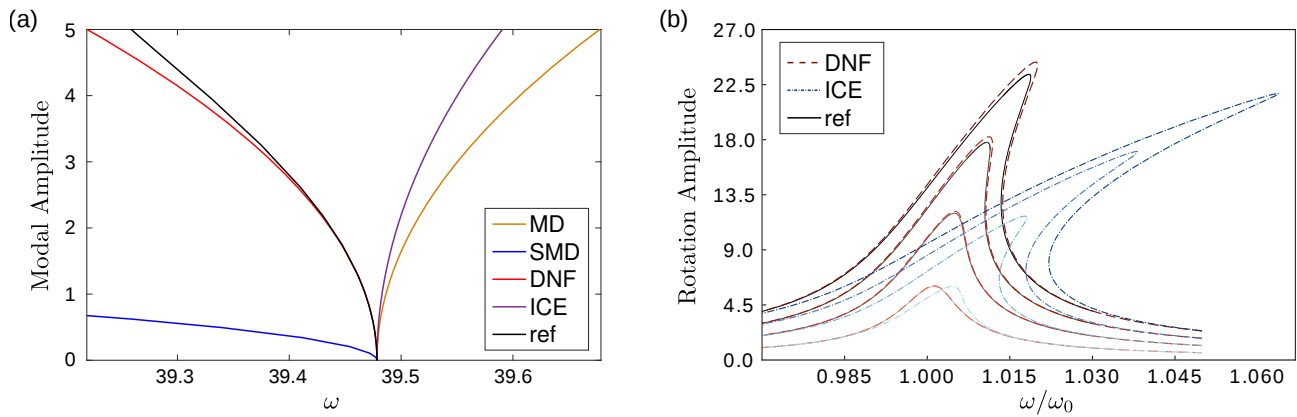 (a)
5
4
3
2
1
0
Modal Amplitude
39.3
39.4
39.5
39.6
ω
MD
SMD
DNF
ICE
ref
(b)
27.0
22.5
18.0
13.5
9.0
4.5
0.0
Rotation Amplitude
0.985
1.000
1.015
1.030
1.045
1.060
ω/ω₀
DNF
ICE
ref